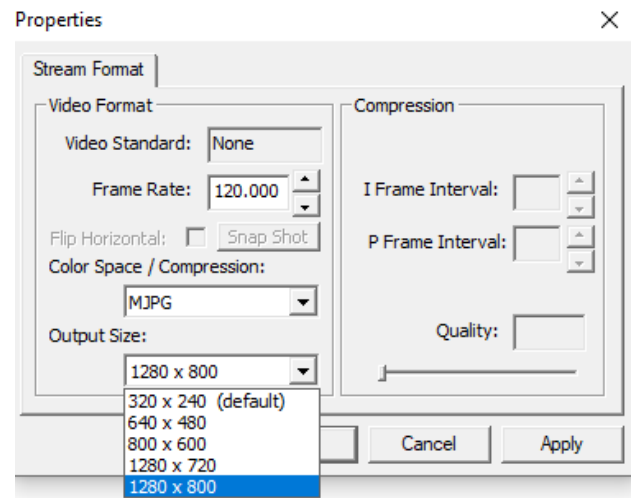 Properties
Stream Format
Video Format
Video Standard: None
Frame Rate: 120.000
Flip Horizontal: Snap Shot
Color Space / Compression:
MJPG
Output Size:
1280 x 800
320 x 240 (default)
640 x 480
800 x 600
1280 x 720
1280 x 800
Compression
I Frame Interval:
P Frame Interval:
Quality:
Cancel
Apply